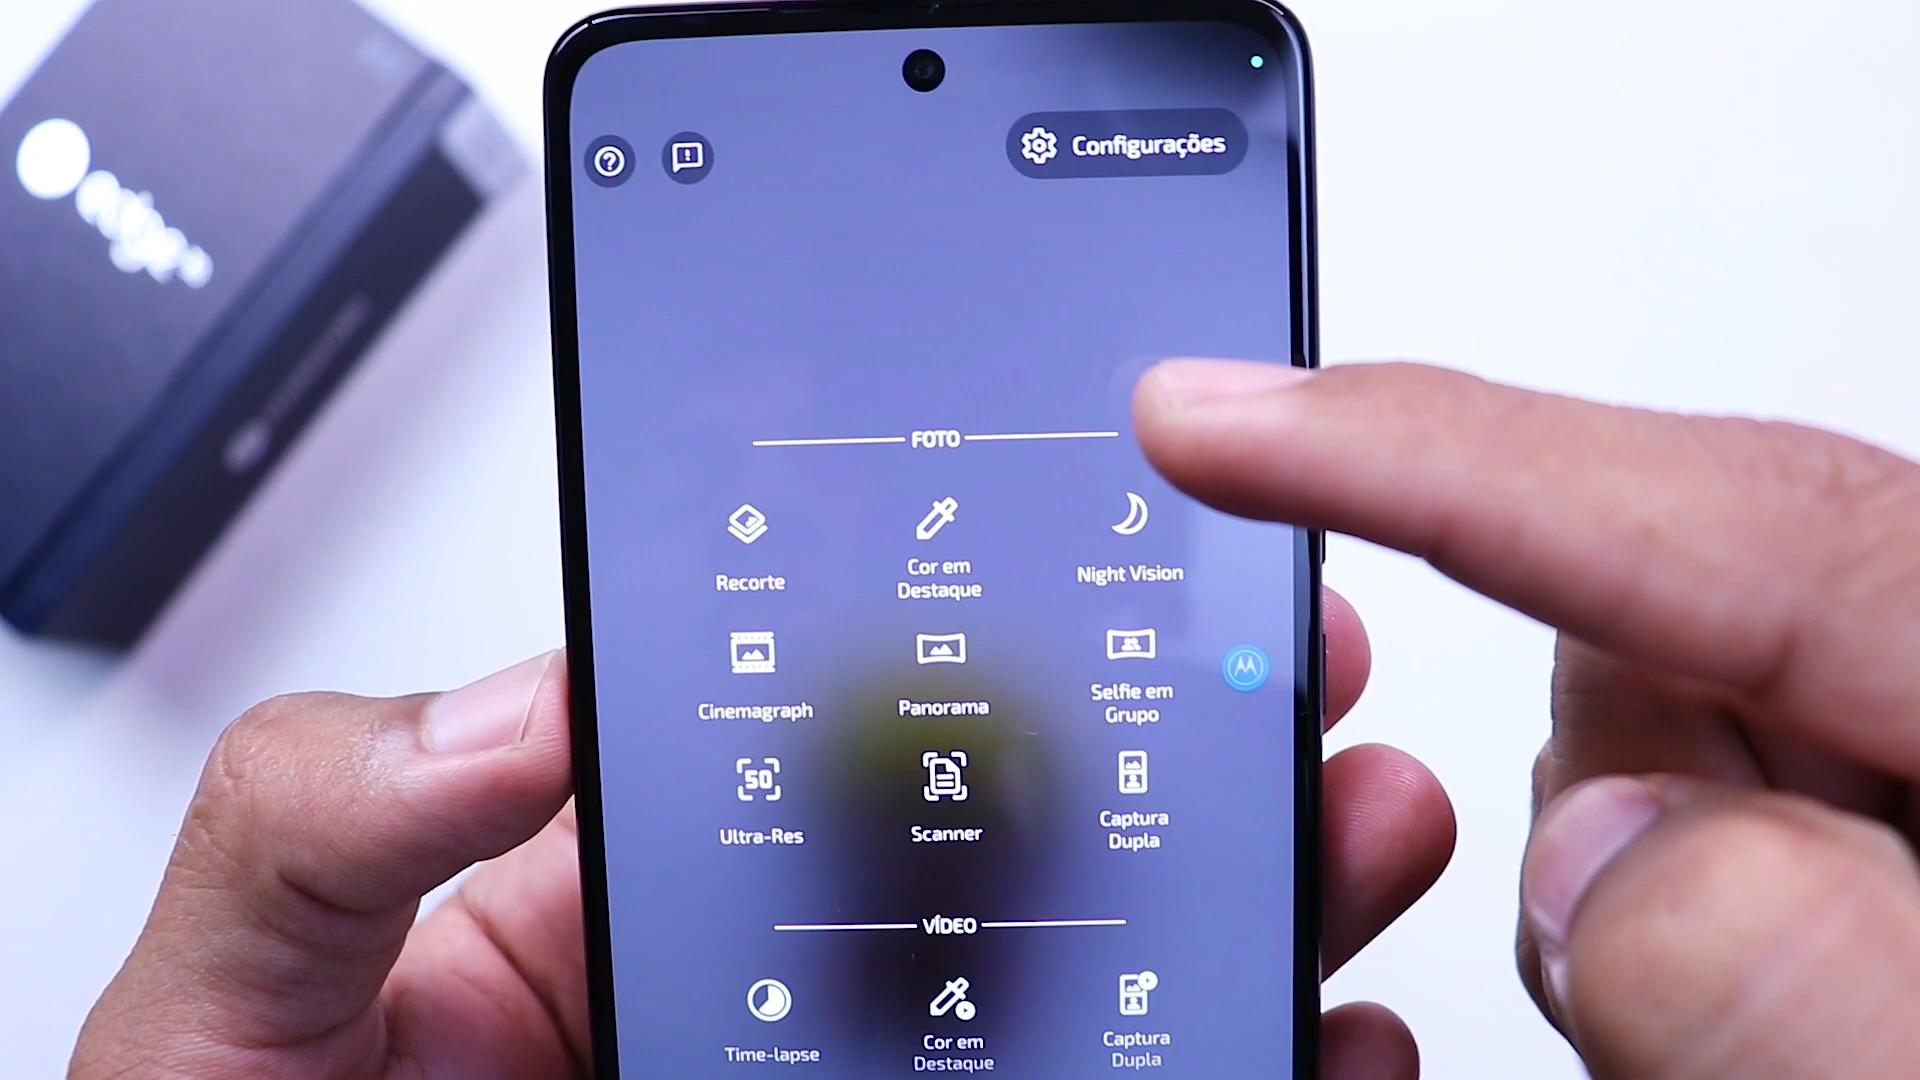 Configurações
FOTO
Recorte
Cor em
Destaque
Night Vision
Cinemagraph
Panorama
Selfie em
Grupo
50
Ultra-Res
Scanner
Captura
Dupla
VÍDEO
Time-lapse
Cor em
Destaque
Captura
Dupla